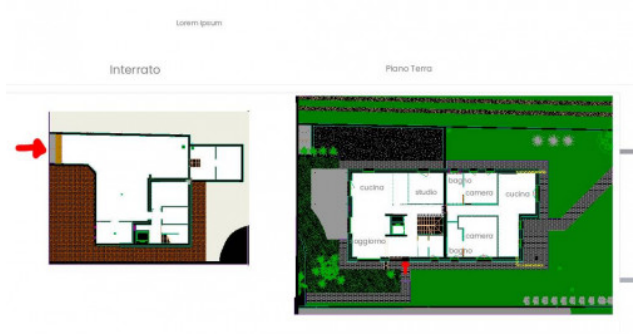 Lorem Ipsum
Interrato
Piano Terra
cucina
studio
bagno
camera
cucina
camera
soggiorno
bagno